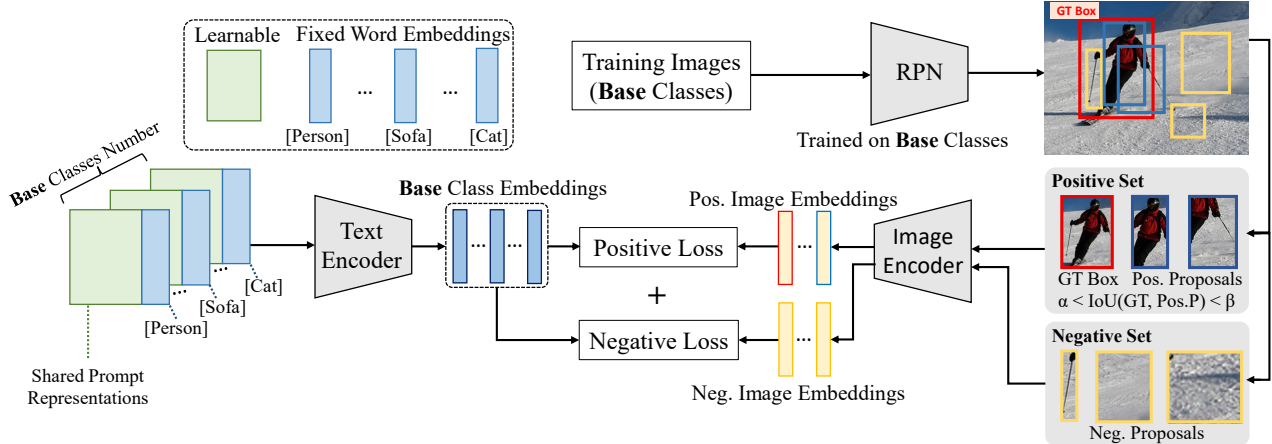 Learnable
Fixed Word Embeddings
...
...
[Person]
[Sofa]
[Cat]
Training Images
(Base Classes)
RPN
Trained on Base Classes
GT Box
Base Classes Number
...
...
[Person]
[Sofa]
[Cat]
Shared Prompt
Representations
Text
Encoder
Base Class Embeddings
...
...
Positive Loss
+
Negative Loss
Pos. Image Embeddings
...
...
Neg. Image Embeddings
Image
Encoder
Positive Set
GT Box
Pos. Proposals
α < IoU(GT, Pos.P) < β
Negative Set
Neg. Proposals